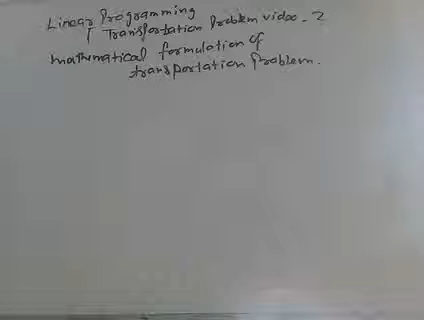 Linear Programming
Transportation Problem video - 2
mathematical formulation of
transportation Problem.